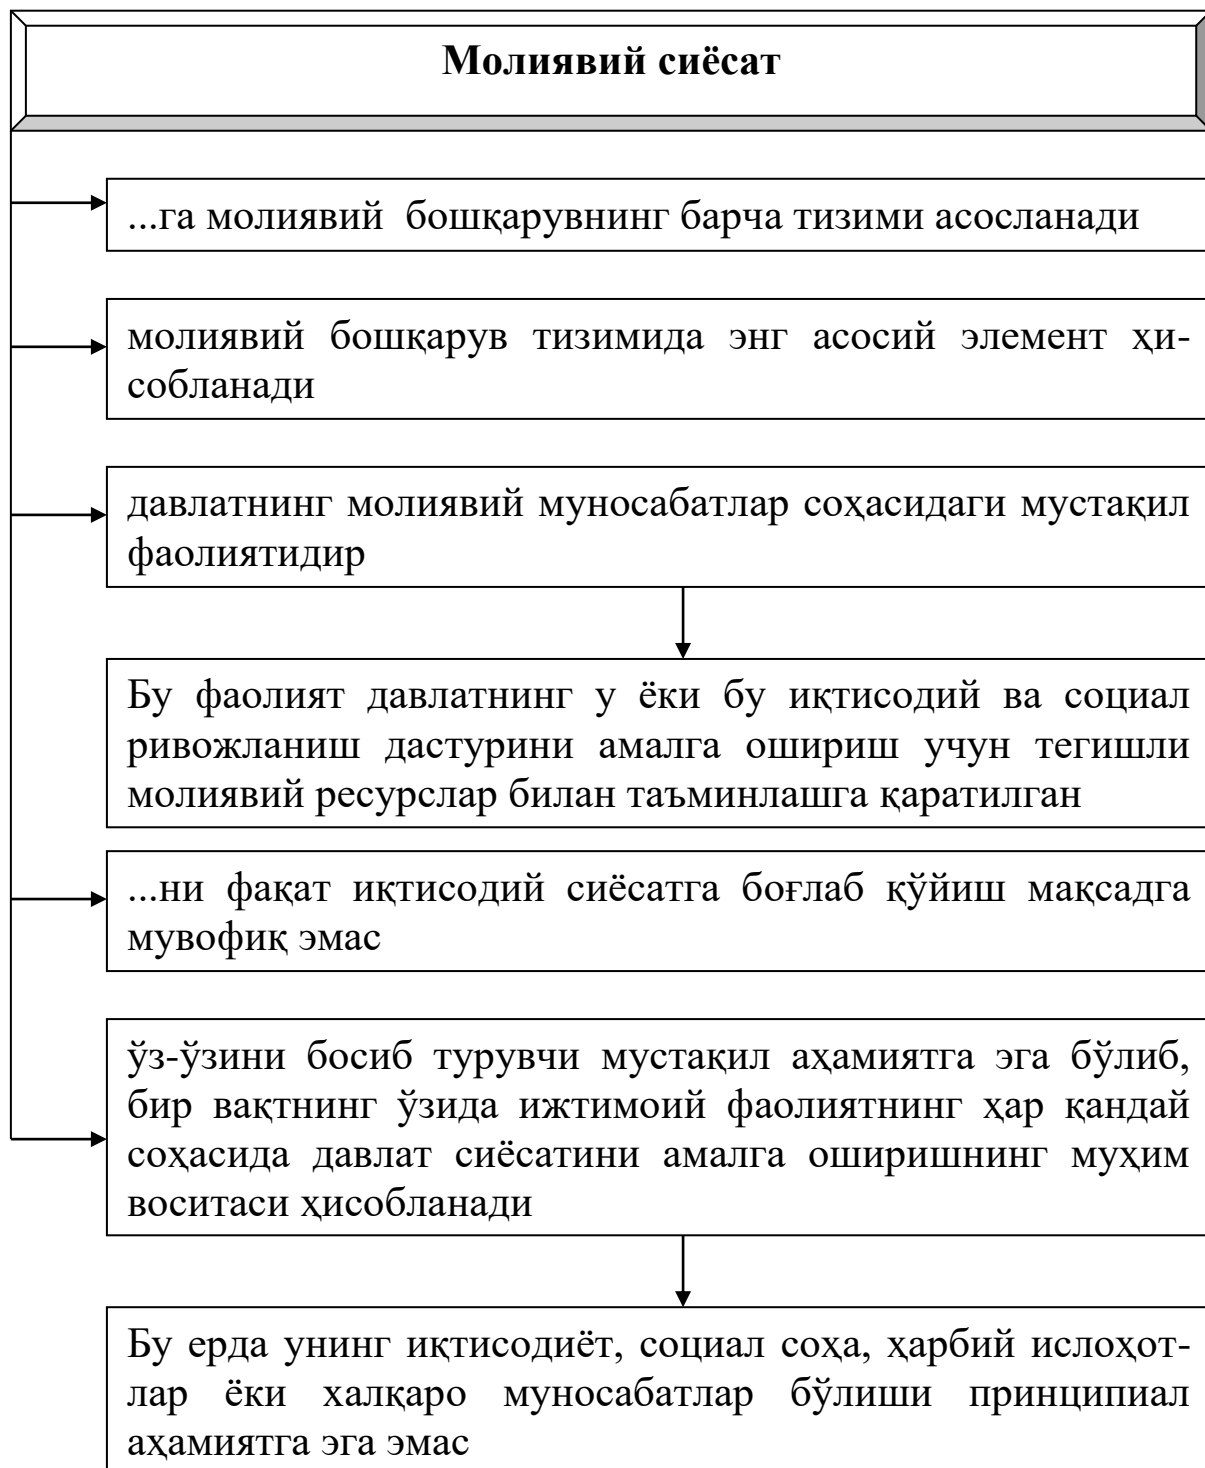 Молиявий сиёсат
...га молиявий бошқарувнинг барча тизими асосланади
молиявий бошқарув тизимида энг асосий элемент ҳи-
собланади
давлатнинг молиявий муносабатлар соҳасидаги мустақил
фаолиятидир
Бу фаолият давлатнинг у ёки бу иқтисодий ва социал
ривожланиш дастурини амалга ошириш учун тегишли
молиявий ресурслар билан таъминлашга қаратилган
...ни фақат иқтисодий сиёсатга боғлаб қўйиш мақсадга
мувофиқ эмас
ўз-ўзини босиб турувчи мустақил аҳамиятга эга бўлиб,
бир вақтнинг ўзида ижтимоий фаолиятнинг ҳар қандай
соҳасида давлат сиёсатини амалга оширишнинг муҳим
воситаси ҳисобланади
Бу ерда унинг иқтисодиёт, социал соҳа, ҳарбий ислоҳот-
лар ёки халқаро муносабатлар бўлиши принципиал
аҳамиятга эга эмас